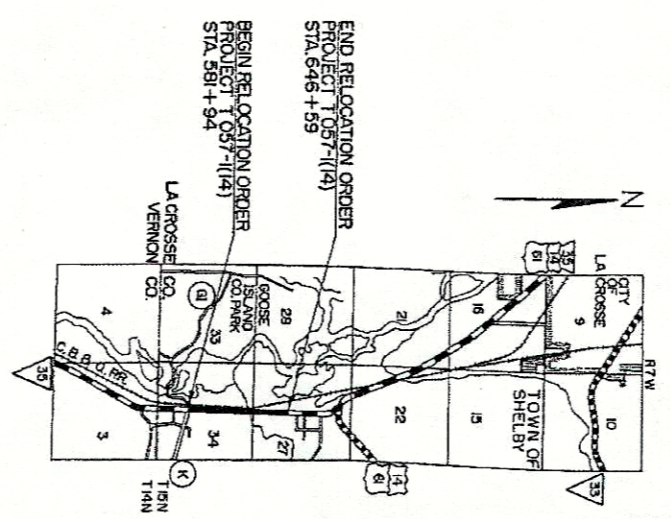 END RELOCATION ORDER
PROJECT T 057-1(14)
STA. 646+59
BEGIN RELOCATION ORDER
PROJECT T 057-1(14)
STA. 581+94
N
R7W
CITY
OF
LA CROSSE
9
10
33
35
14
61
TOWN OF
SHELBY
16
15
21
22
14
61
28
27
GOOSE
ISLAND
CO. PARK
33
34
GI
K
LA CROSSE CO.
VERNON CO.
T15N
T14N
4
3
C.B. & Q. RR.
35